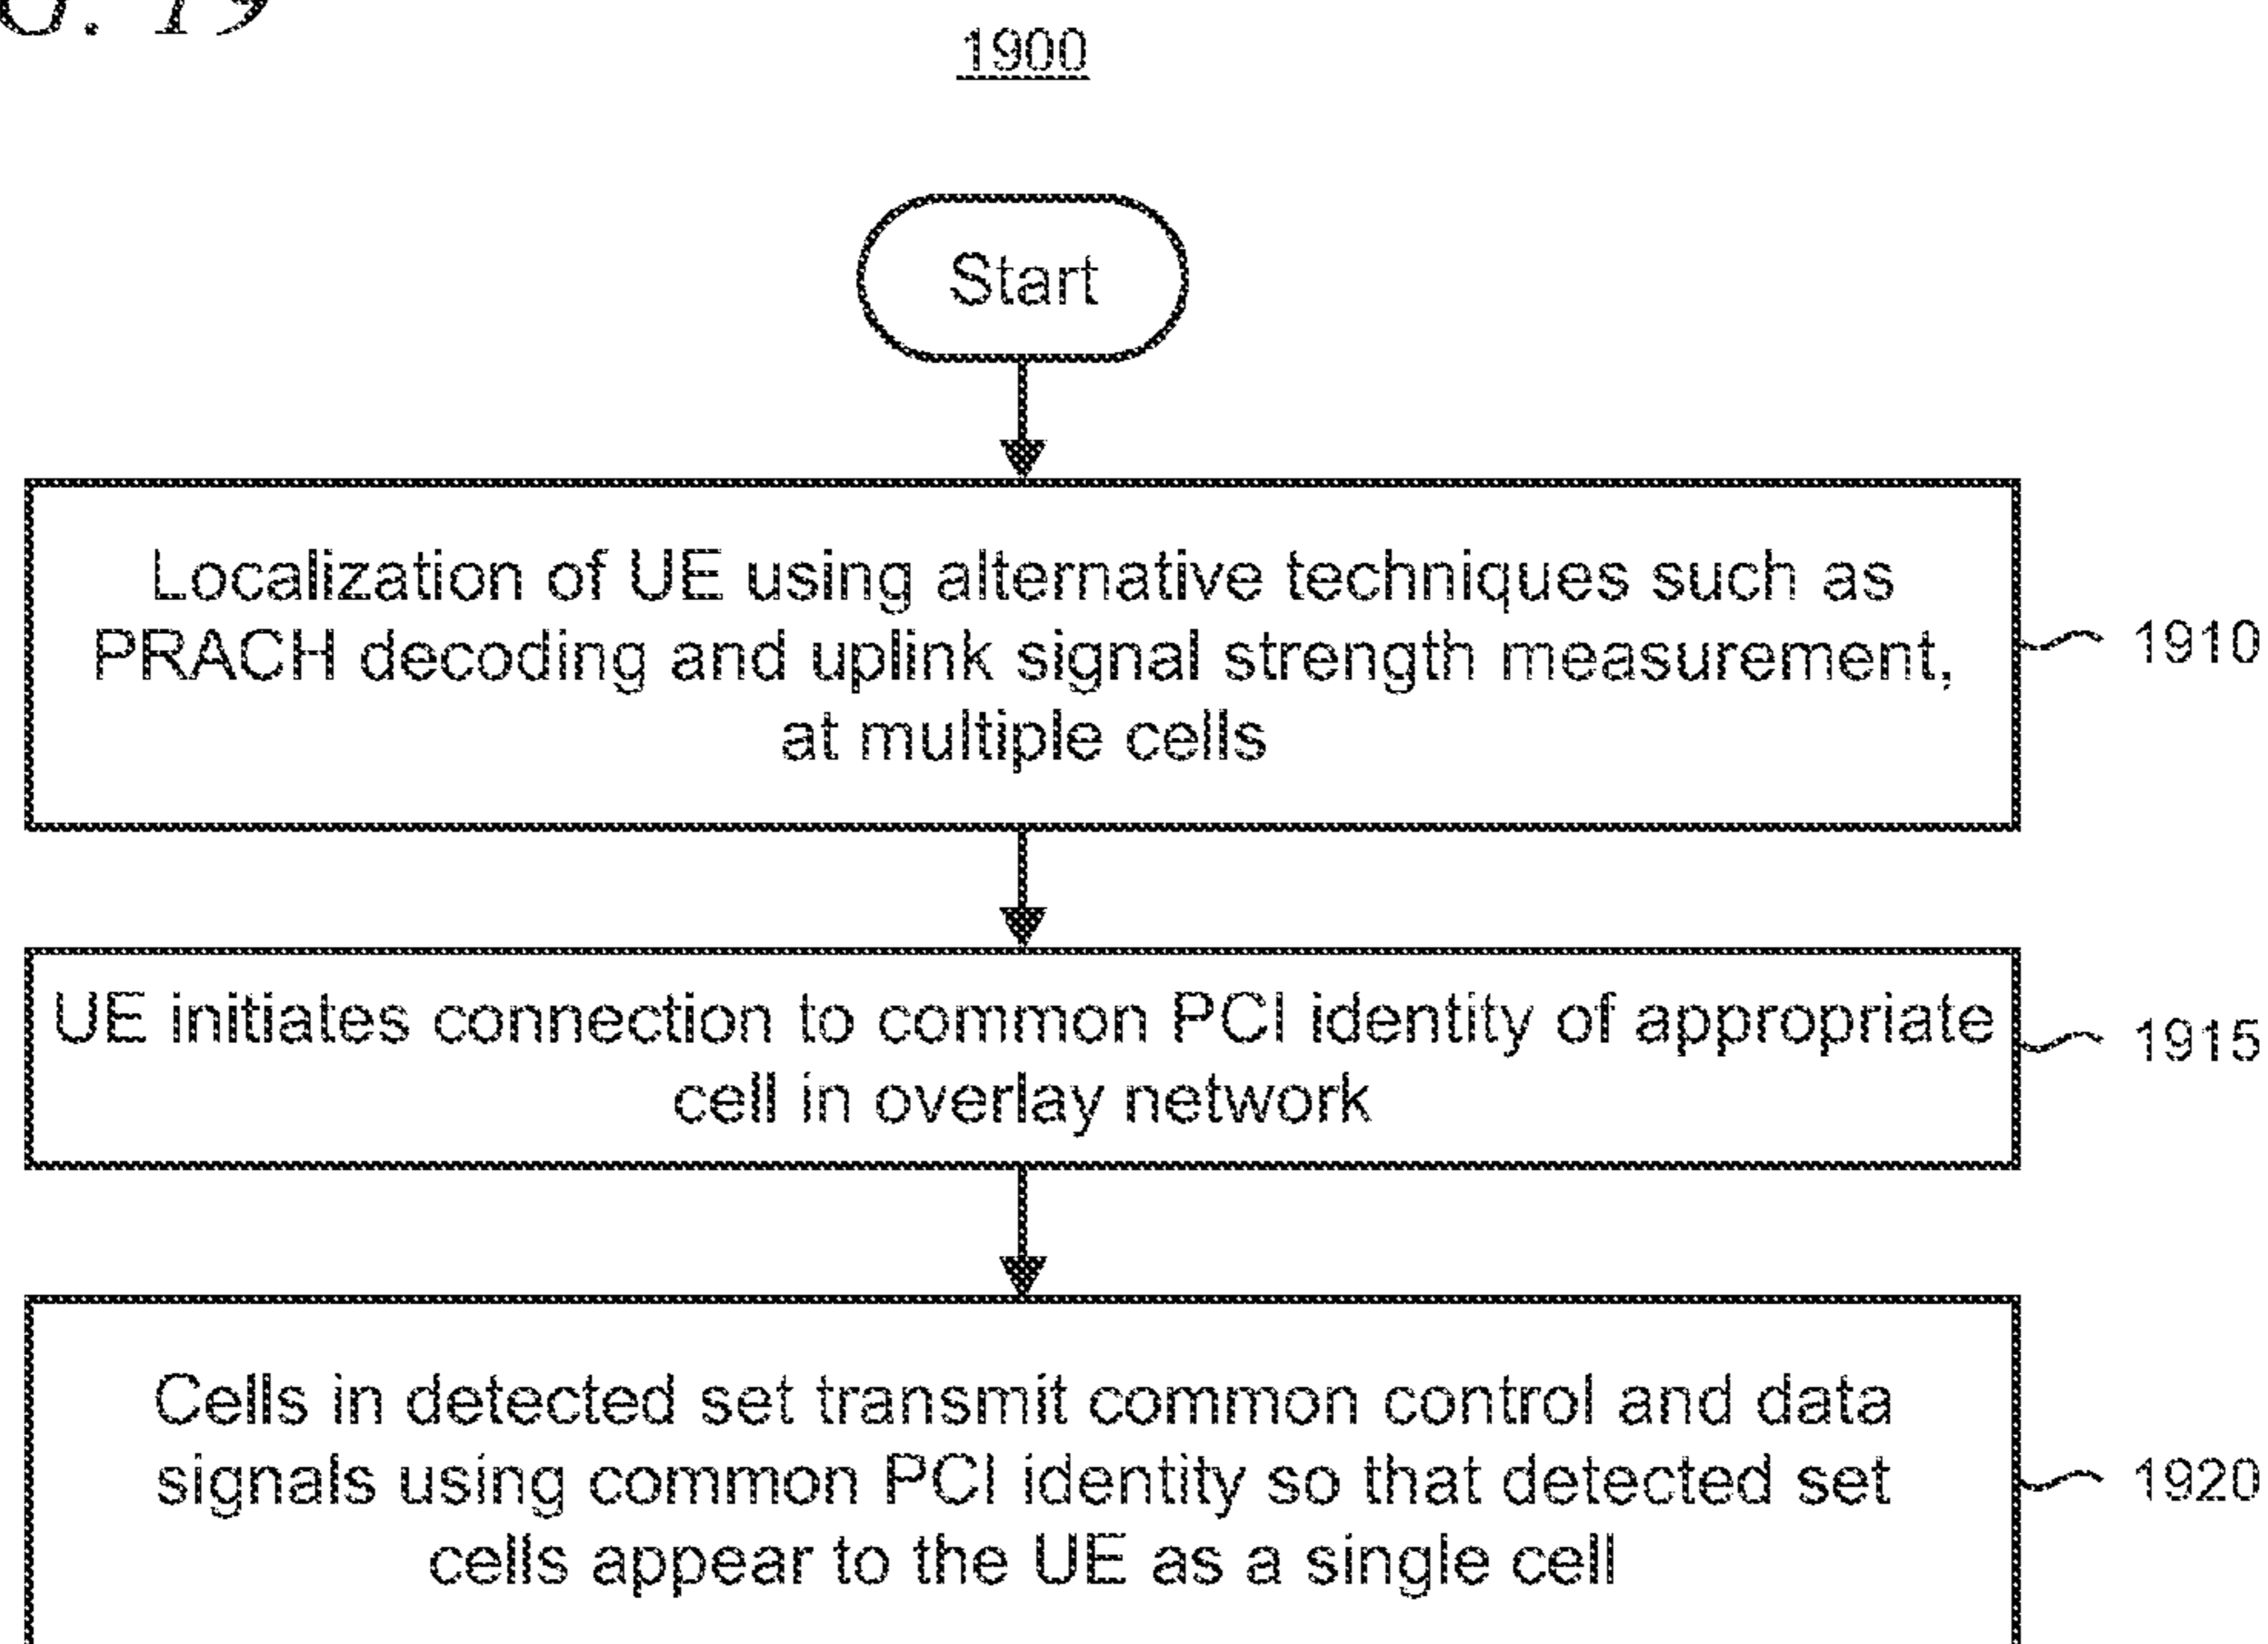 G. 19
1900
Start
Localization of UE using alternative techniques such as
PRACH decoding and uplink signal strength measurement,
at multiple cells
1910
UE initiates connection to common PCI identity of appropriate
cell in overlay network
1915
Cells in detected set transmit common control and data
signals using common PCI identity so that detected set
cells appear to the UE as a single cell
1920